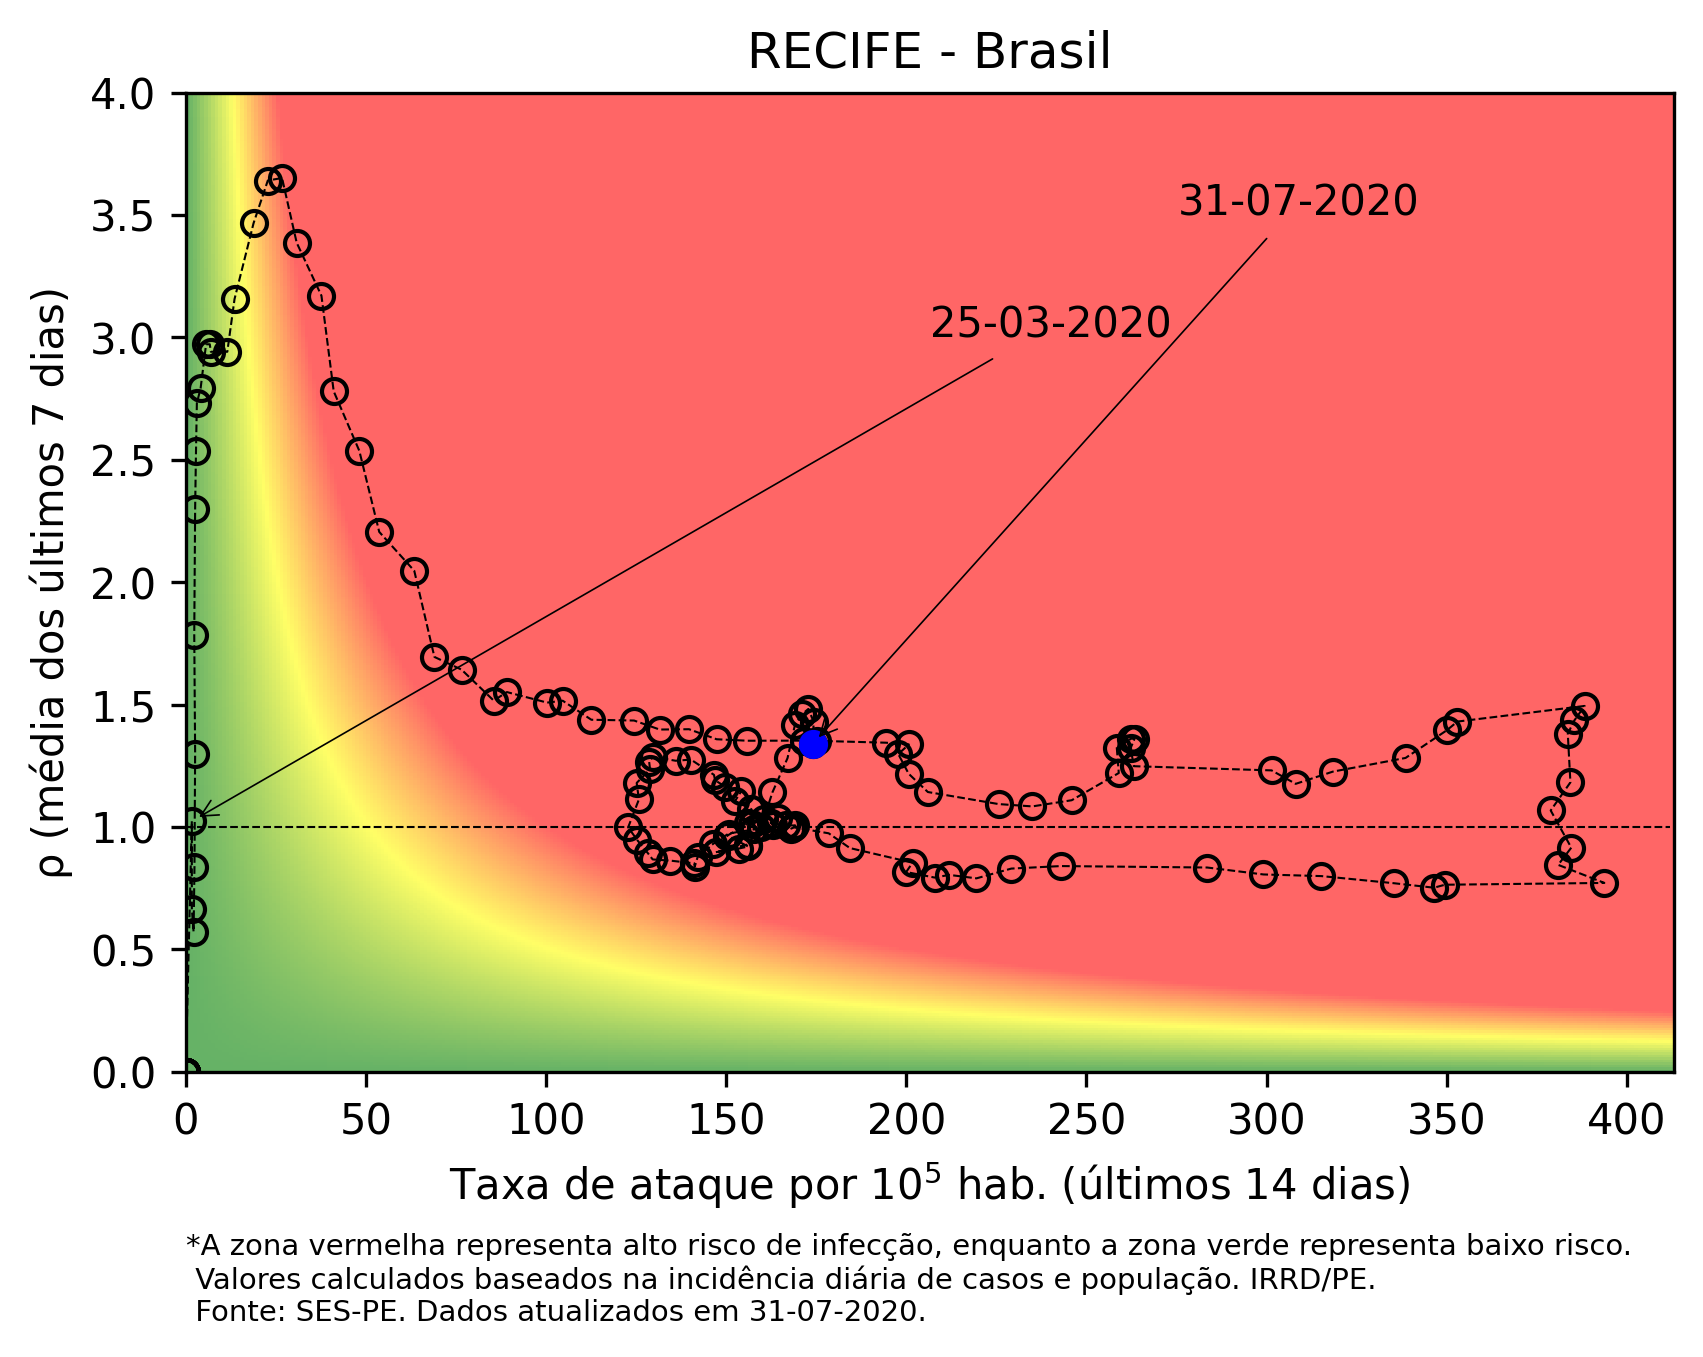 RECIFE - Brasil
4.0
3.5
3.0
2.5
2.0
1.5
1.0
0.5
0.0
ρ (média dos últimos 7 dias)
31-07-2020
25-03-2020
0 50 100 150 200 250 300 350 400
Taxa de ataque por 10⁵ hab. (últimos 14 dias)
*A zona vermelha representa alto risco de infecção, enquanto a zona verde representa baixo risco.
Valores calculados baseados na incidência diária de casos e população. IRRD/PE.
Fonte: SES-PE. Dados atualizados em 31-07-2020.